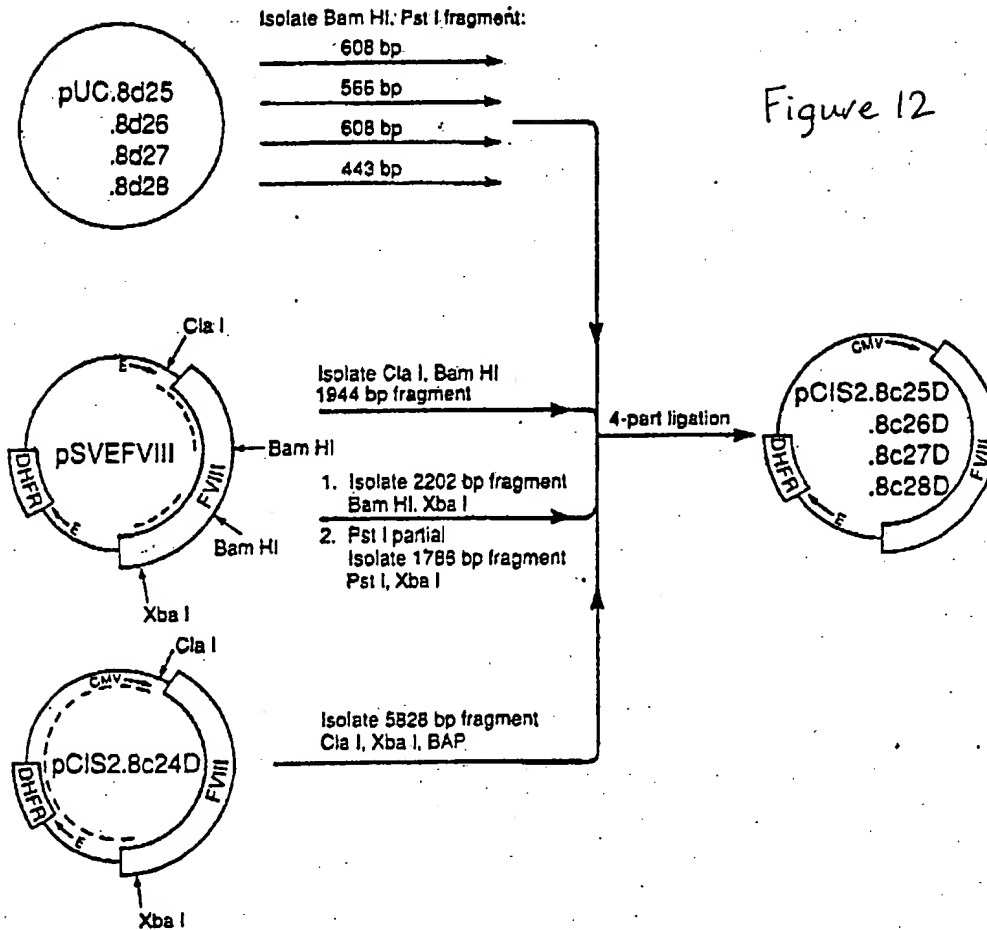 Isolate Bam HI, Pst I fragment:
608 bp
566 bp
608 bp
443 bp
pUC.8d25
.8d26
.8d27
.8d28
Figure 12
Cla I
E
pSVEFVIII
DHFR
FVIII
E
Bam HI
Bam HI
Xba I
Isolate Cla I, Bam HI
1944 bp fragment
1. Isolate 2202 bp fragment
Bam HI, Xba I
2. Pst I partial
Isolate 1786 bp fragment
Pst I, Xba I
4-part ligation
CMV
pCIS2.8c25D
.8c26D
.8c27D
.8c28D
DHFR
E
FVIII
Cla I
CMV
pCIS2.8c24D
DHFR
FVIII
E
Xba I
Isolate 5828 bp fragment
Cla I, Xba I, BAP